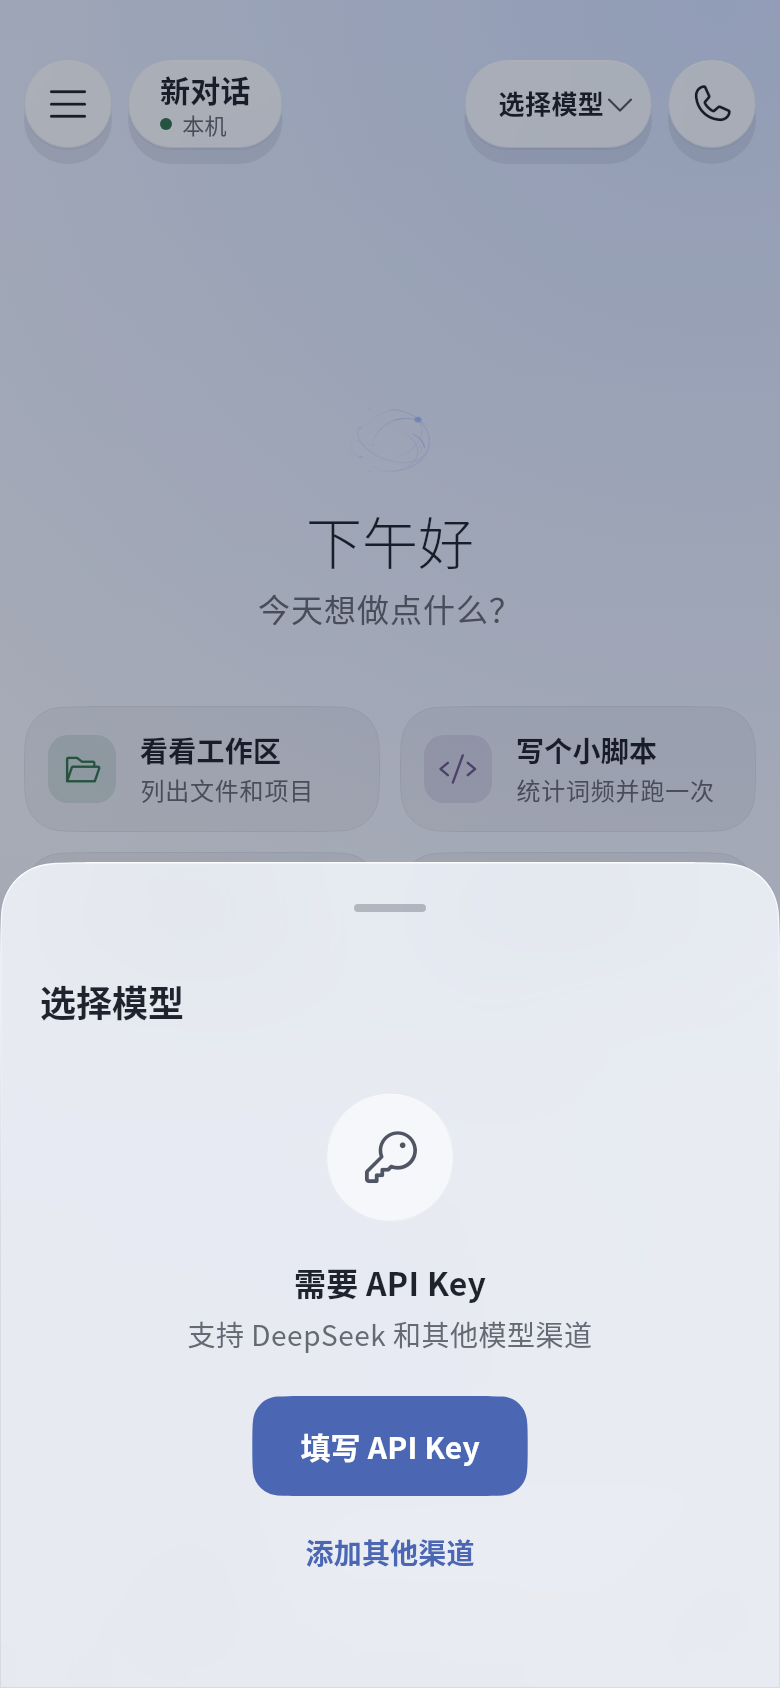 新对话
本机
选择模型
下午好
今天想做点什么？
看看工作区
列出文件和项目
写个小脚本
统计词频并跑一次
选择模型
需要 API Key
支持 DeepSeek 和其他模型渠道
填写 API Key
添加其他渠道